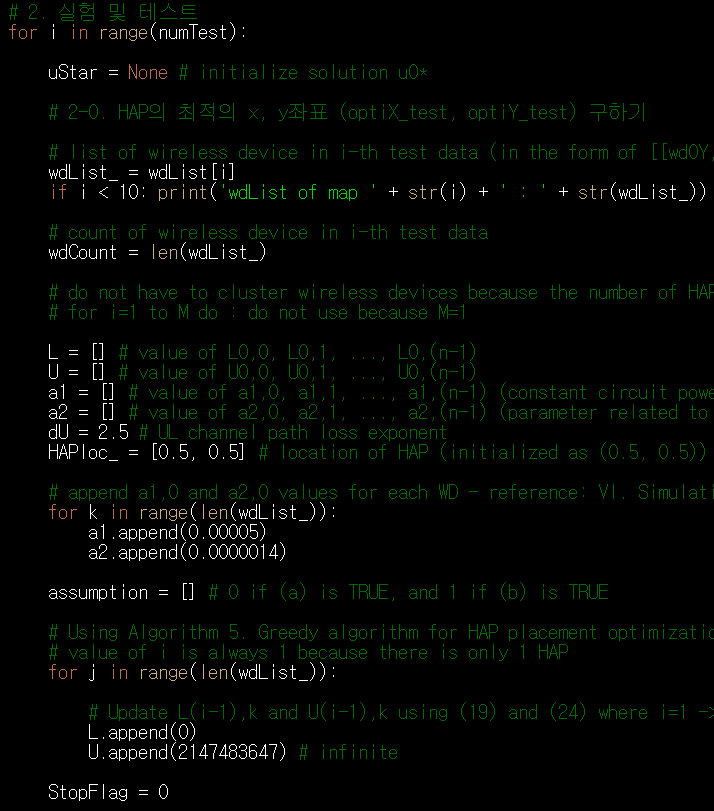 # 2. 실험 및 테스트
for i in range(numTest):
uStar = None # initialize solution u0*
# 2-0. HAP의 최적의 x, y좌표 (optiX_test, optiY_test) 구하기
# list of wireless device in i-th test data (in the form of [[wd0Y,
wdList_ = wdList[i]
if i < 10: print('wdList of map ' + str(i) + ' : ' + str(wdList_))
# count of wireless device in i-th test data
wdCount = len(wdList_)
# do not have to cluster wireless devices because the number of HAP
# for i=1 to M do : do not use because M=1
L = [] # value of L0,0, L0,1, ..., L0,(n-1)
U = [] # value of U0,0, U0,1, ..., U0,(n-1)
a1 = [] # value of a1,0, a1,1, ..., a1,(n-1) (constant circuit powe
a2 = [] # value of a2,0, a2,1, ..., a2,(n-1) (parameter related to
dU = 2.5 # UL channel path loss exponent
HAPloc_ = [0.5, 0.5] # location of HAP (initialized as (0.5, 0.5))
# append a1,0 and a2,0 values for each WD - reference: VI. Simulati
for k in range(len(wdList_)):
a1.append(0.00005)
a2.append(0.0000014)
assumption = [] # 0 if (a) is TRUE, and 1 if (b) is TRUE
# Using Algorithm 5. Greedy algorithm for HAP placement optimizatio
# value of i is always 1 because there is only 1 HAP
for j in range(len(wdList_)):
# Update L(i-1),k and U(i-1),k using (19) and (24) where i=1 ->
L.append(0)
U.append(2147483647) # infinite
StopFlag = 0